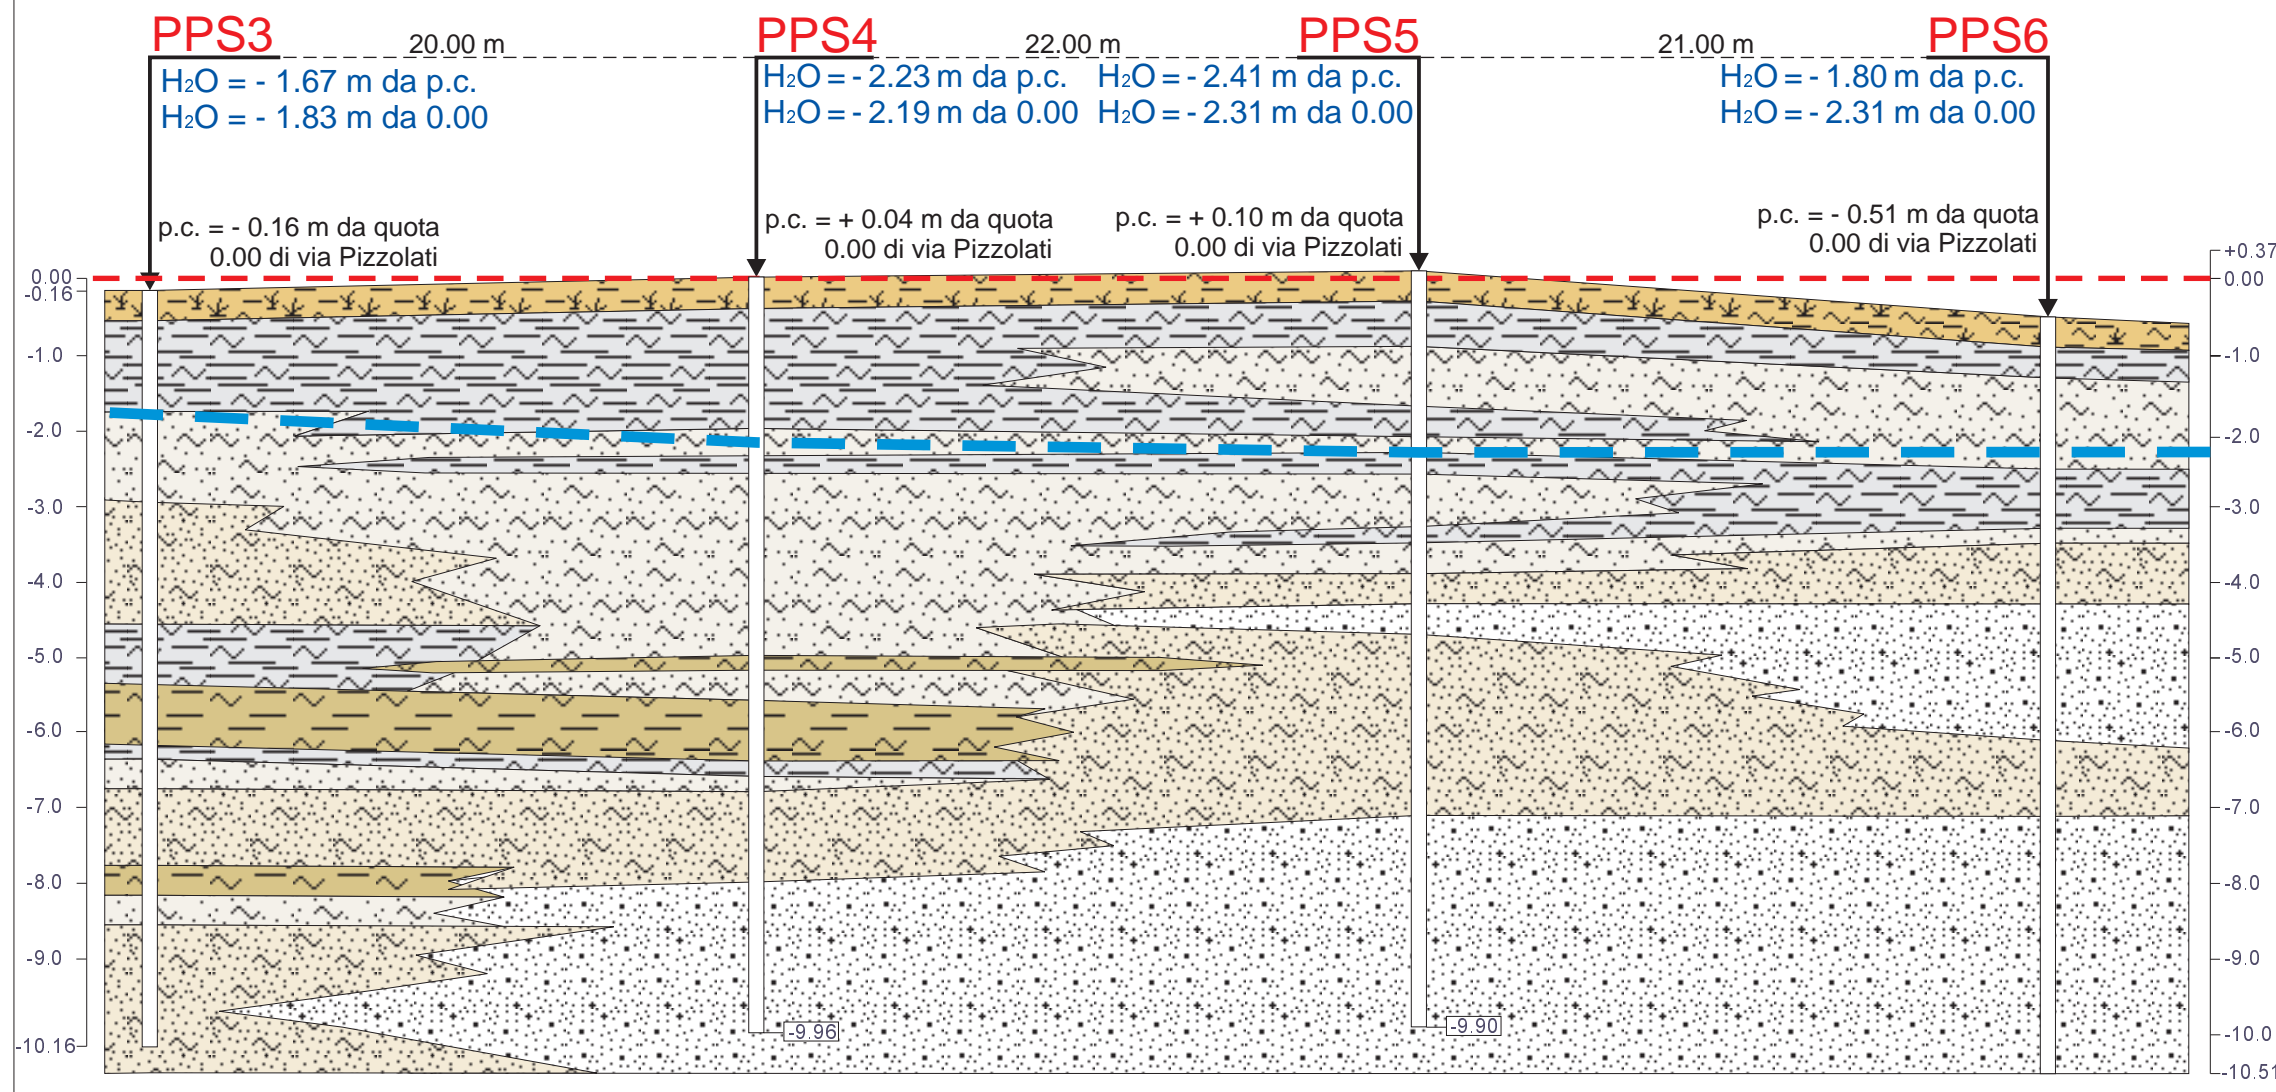 PPS3
20.00 m
PPS4
22.00 m
PPS5
21.00 m
PPS6
H2O = - 1.67 m da p.c.
H2O = - 1.83 m da 0.00
H2O = - 2.23 m da p.c.
H2O = - 2.19 m da 0.00
H2O = - 2.41 m da p.c.
H2O = - 2.31 m da 0.00
H2O = - 1.80 m da p.c.
H2O = - 2.31 m da 0.00
p.c. = - 0.16 m da quota
0.00 di via Pizzolati
p.c. = + 0.04 m da quota
0.00 di via Pizzolati
p.c. = + 0.10 m da quota
0.00 di via Pizzolati
p.c. = - 0.51 m da quota
0.00 di via Pizzolati
0.00
-0.16
-1.0
-2.0
-3.0
-4.0
-5.0
-6.0
-7.0
-8.0
-9.0
-10.16
-9.96
-9.90
+0.37
0.00
-1.0
-2.0
-3.0
-4.0
-5.0
-6.0
-7.0
-8.0
-9.0
-10.0
-10.51